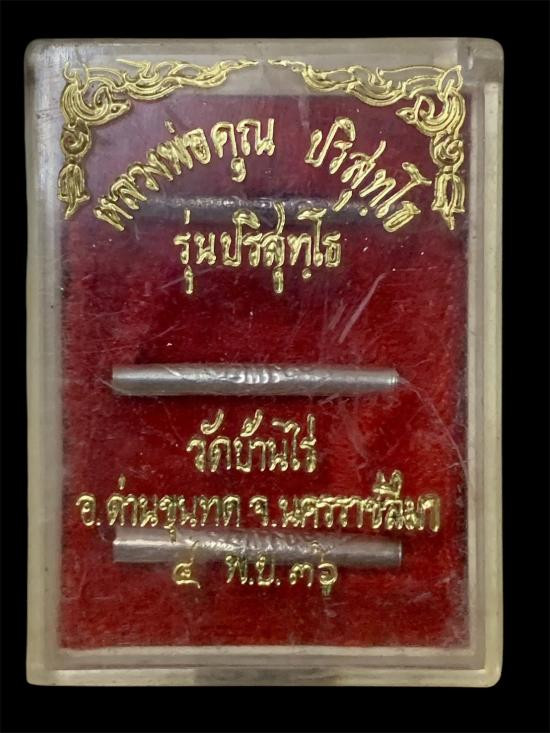 หลวงพ่อคูณ ปริสุทฺโธ
รุ่นปริสุทฺโธ
วัดบ้านไร่
อ.ด่านขุนทด จ.นครราชสีมา
๔ พ.ย. ๓๖